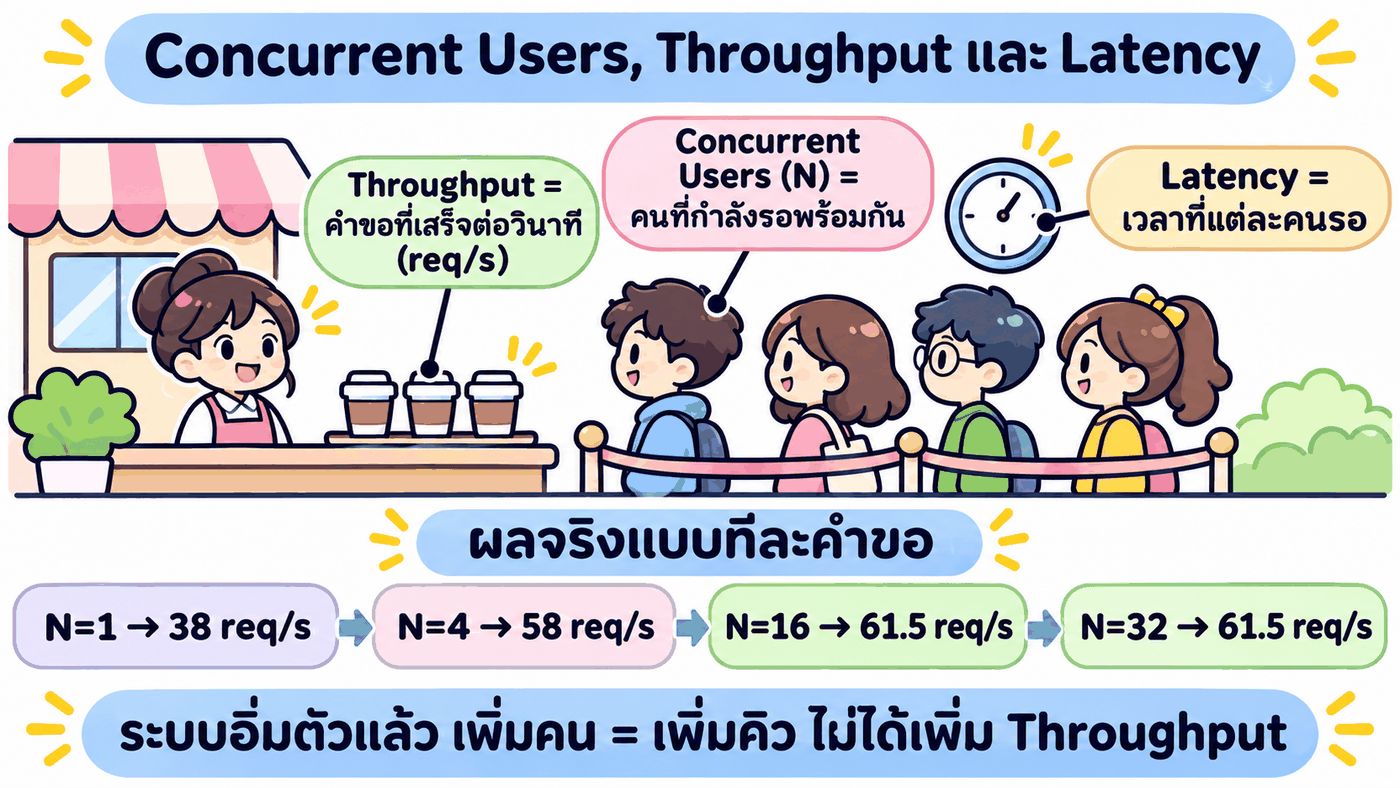 Concurrent Users, Throughput และ Latency
Throughput =
คำขอที่เสร็จต่อวินาที
(req/s)
Concurrent
Users (N) =
คนที่กำลังรอพร้อมกัน
Latency =
เวลาที่แต่ละคนรอ
ผลจริงแบบทีละคำขอ
N=1 → 38 req/s
N=4 → 58 req/s
N=16 → 61.5 req/s
N=32 → 61.5 req/s
ระบบอิ่มตัวแล้ว เพิ่มคน = เพิ่มคิว ไม่ได้เพิ่ม Throughput